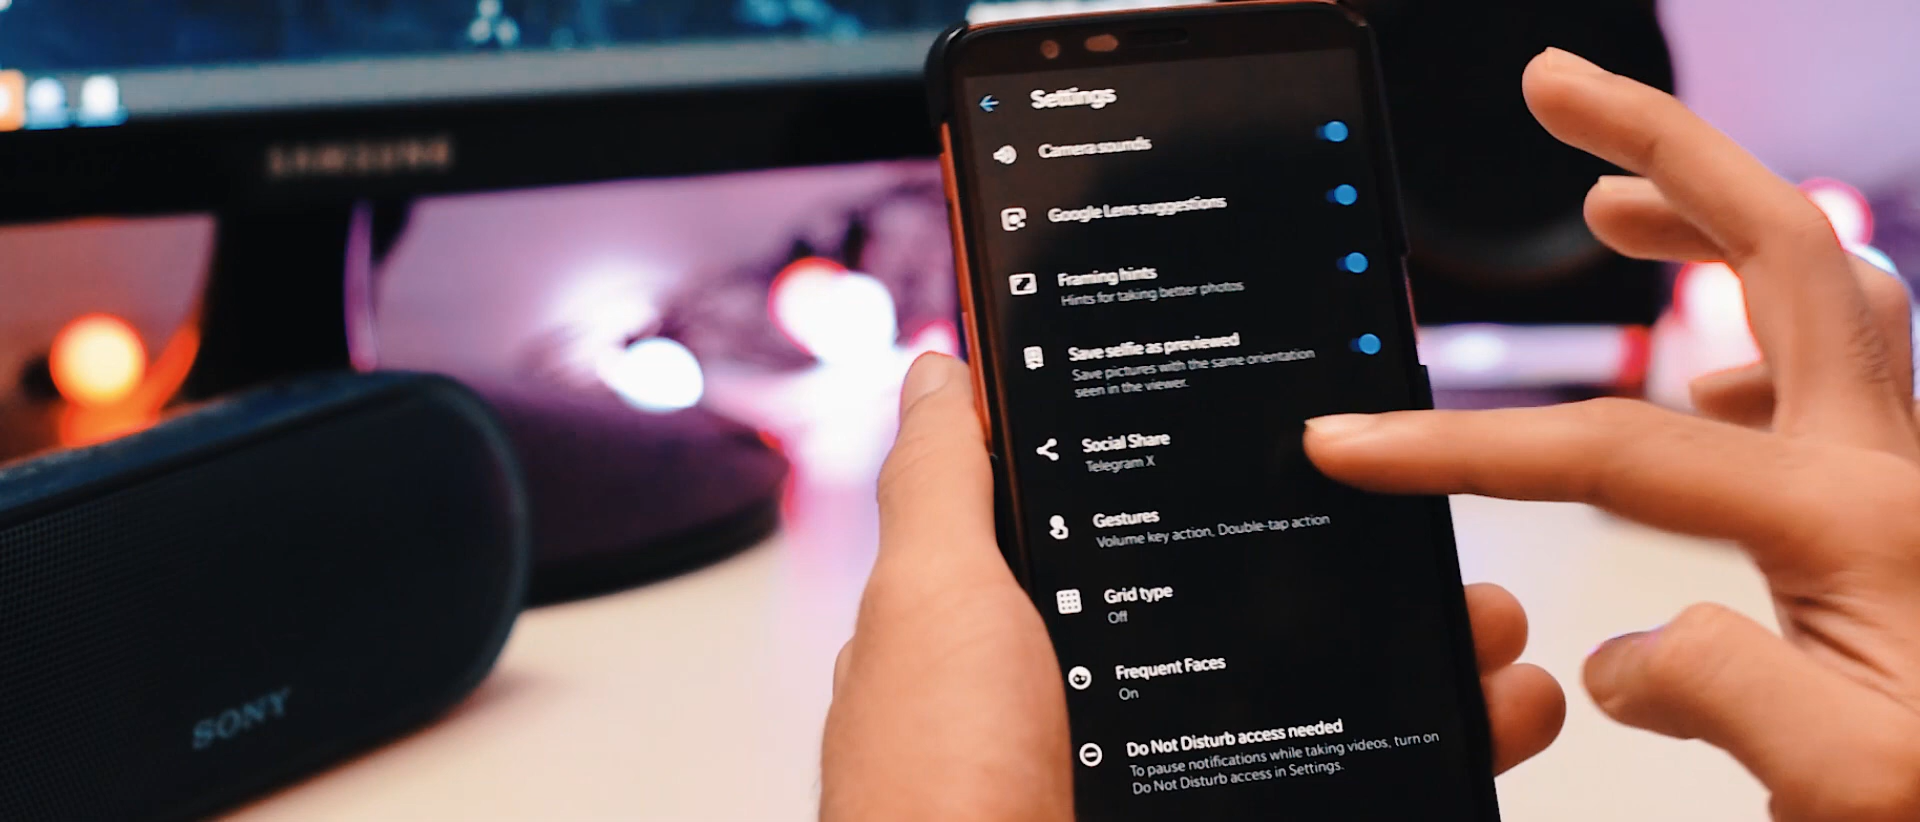 SAMSUNG
SONY
Settings
Camera sounds
Google Lens suggestions
Framing hints
Hints for taking better photos
Save selfie as previewed
Save pictures with the same orientation
seen in the viewer.
Social Share
Telegram X
Gestures
Volume key action, Double-tap action
Grid type
Off
Frequent Faces
On
Do Not Disturb access needed
To pause notifications while taking videos, turn on
Do Not Disturb access in Settings.